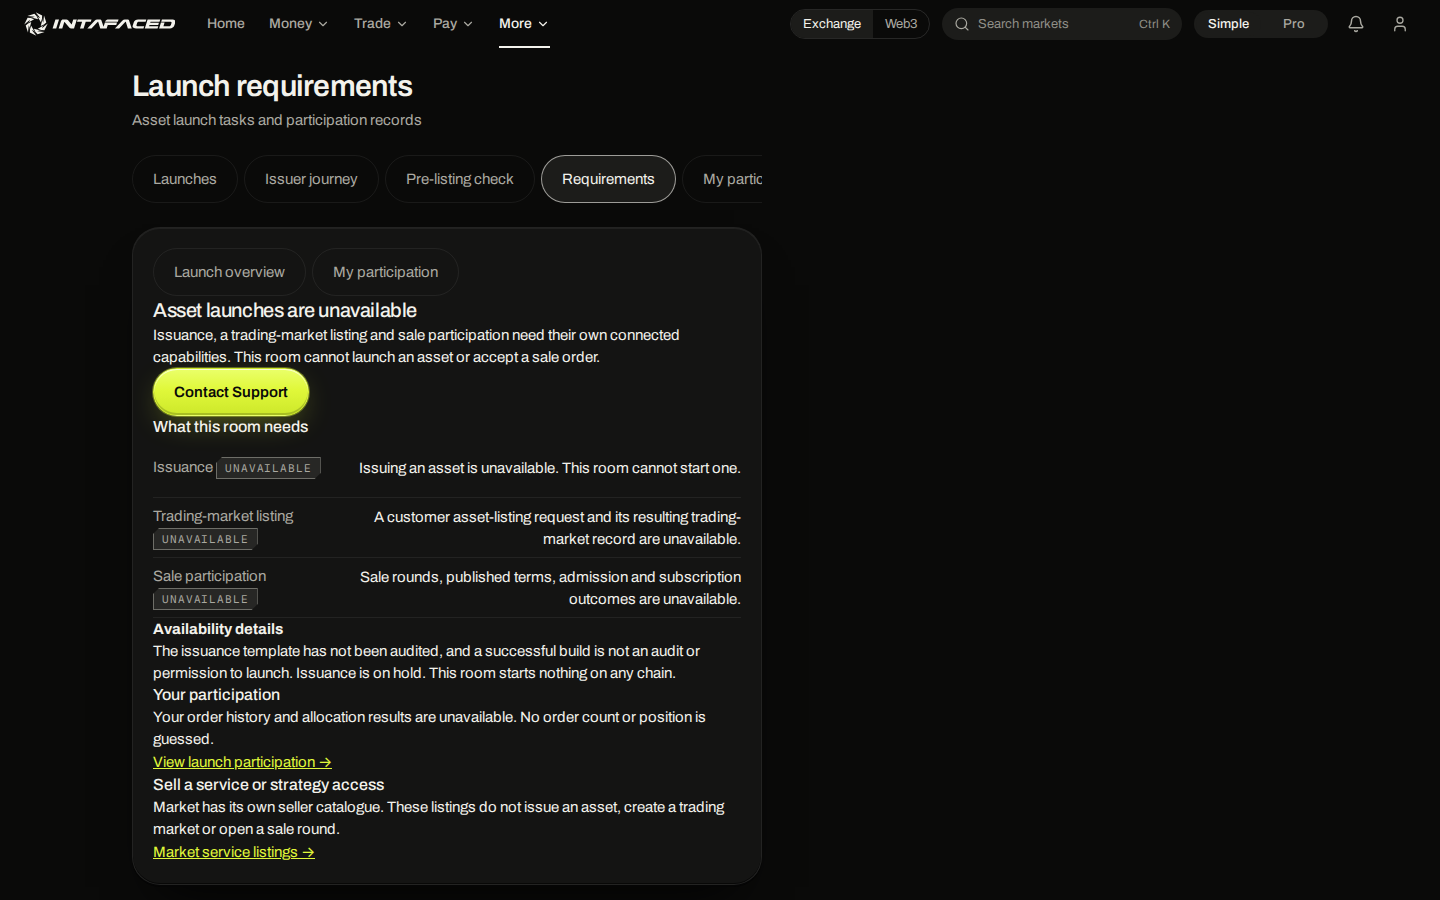 INTAFACED
Home
Money
Trade
Pay
More
Exchange
Web3
Search markets
Ctrl K
Simple
Pro
Launch requirements
Asset launch tasks and participation records
Launches
Issuer journey
Pre-listing check
Requirements
My partic
Launch overview
My participation
Asset launches are unavailable
Issuance, a trading-market listing and sale participation need their own connected
capabilities. This room cannot launch an asset or accept a sale order.
Contact Support
What this room needs
Issuance UNAVAILABLE
Issuing an asset is unavailable. This room cannot start one.
Trading-market listing
UNAVAILABLE
A customer asset-listing request and its resulting trading-
market record are unavailable.
Sale participation
UNAVAILABLE
Sale rounds, published terms, admission and subscription
outcomes are unavailable.
Availability details
The issuance template has not been audited, and a successful build is not an audit or
permission to launch. Issuance is on hold. This room starts nothing on any chain.
Your participation
Your order history and allocation results are unavailable. No order count or position is
guessed.
View launch participation →
Sell a service or strategy access
Market has its own seller catalogue. These listings do not issue an asset, create a trading
market or open a sale round.
Market service listings →